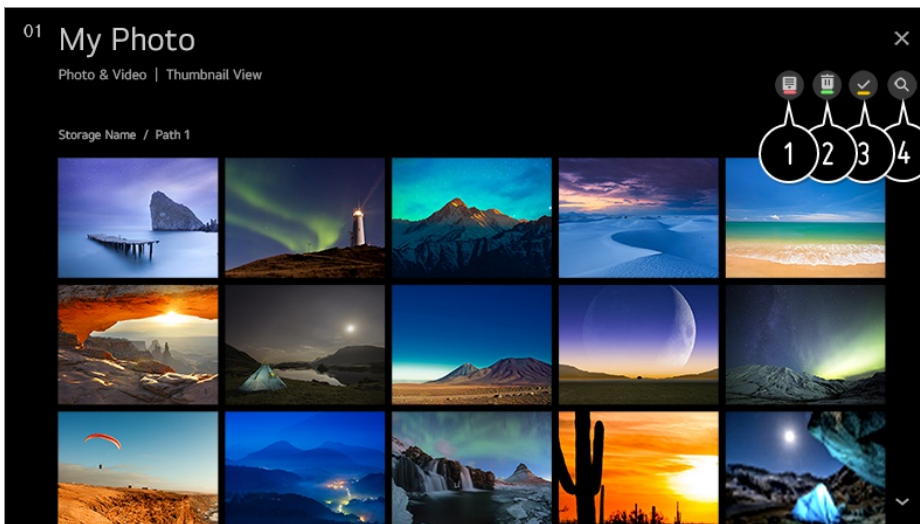 01 My Photo
Photo & Video | Thumbnail View
1 2 3 4
Storage Name / Path 1